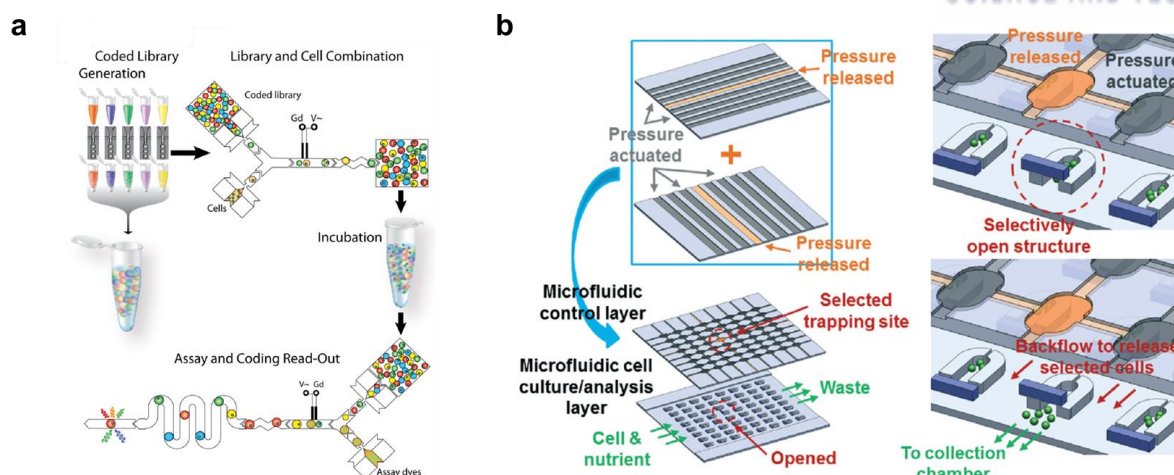 a
Coded Library
Generation
Library and Cell Combination
Coded library
Gd V~
Cells
Incubation
Assay and Coding Read-Out
V~ Gd
Assay dyes
b
Pressure
released
Pressure
actuated
+
Pressure
released
Microfluidic
control layer
Selected
trapping site
Microfluidic cell
culture/analysis
layer
Waste
Cell &
nutrient
Opened
Pressure
released
Pressure
actuated
Selectively
open structure
Backflow to release
selected cells
To collection
chamber